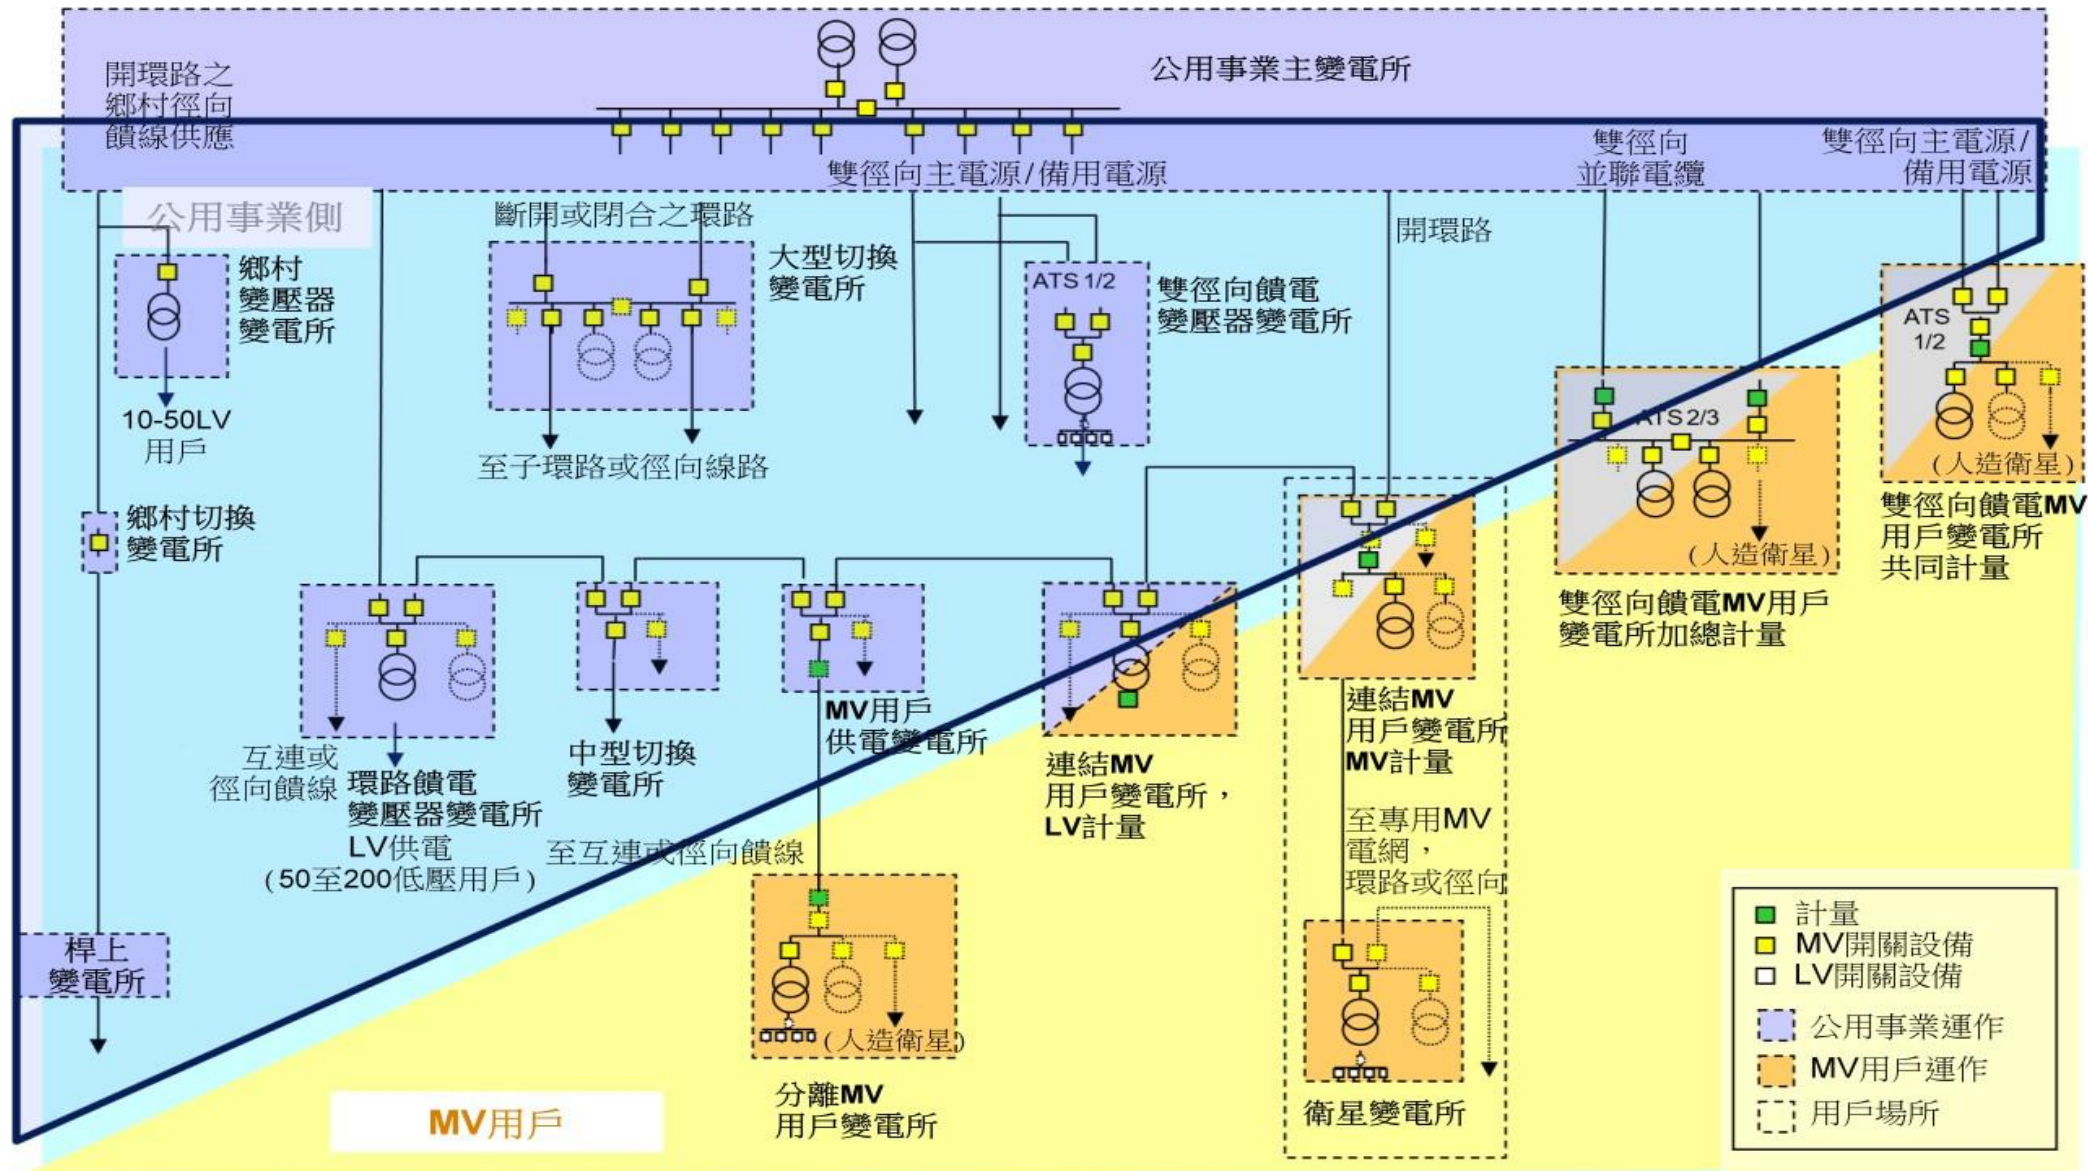 公用事業主變電所
開環路之
鄉村徑向
饋線供應
雙徑向主電源/備用電源
雙徑向
並聯電纜
雙徑向主電源/
備用電源
公用事業側
斷開或閉合之環路
開環路
鄉村
變壓器
變電所
大型切換
變電所
ATS 1/2
雙徑向饋電
變壓器變電所
ATS
1/2
10-50LV
用戶
至子環路或徑向線路
ATS 2/3
(人造衛星)
雙徑向饋電MV
用戶變電所
共同計量
鄉村切換
變電所
(人造衛星)
雙徑向饋電MV用戶
變電所加總計量
MV用戶
供電變電所
連結MV
用戶變電所
MV計量
互連或
徑向饋線
環路饋電
變壓器變電所
LV供電
(50至200低壓用戶)
中型切換
變電所
連結MV
用戶變電所，
LV計量
至互連或徑向饋線
至專用MV
電網，
環路或徑向
桿上
變電所
(人造衛星)
分離MV
用戶變電所
衛星變電所
MV用戶
計量
MV開關設備
LV開關設備
公用事業運作
MV用戶運作
用戶場所